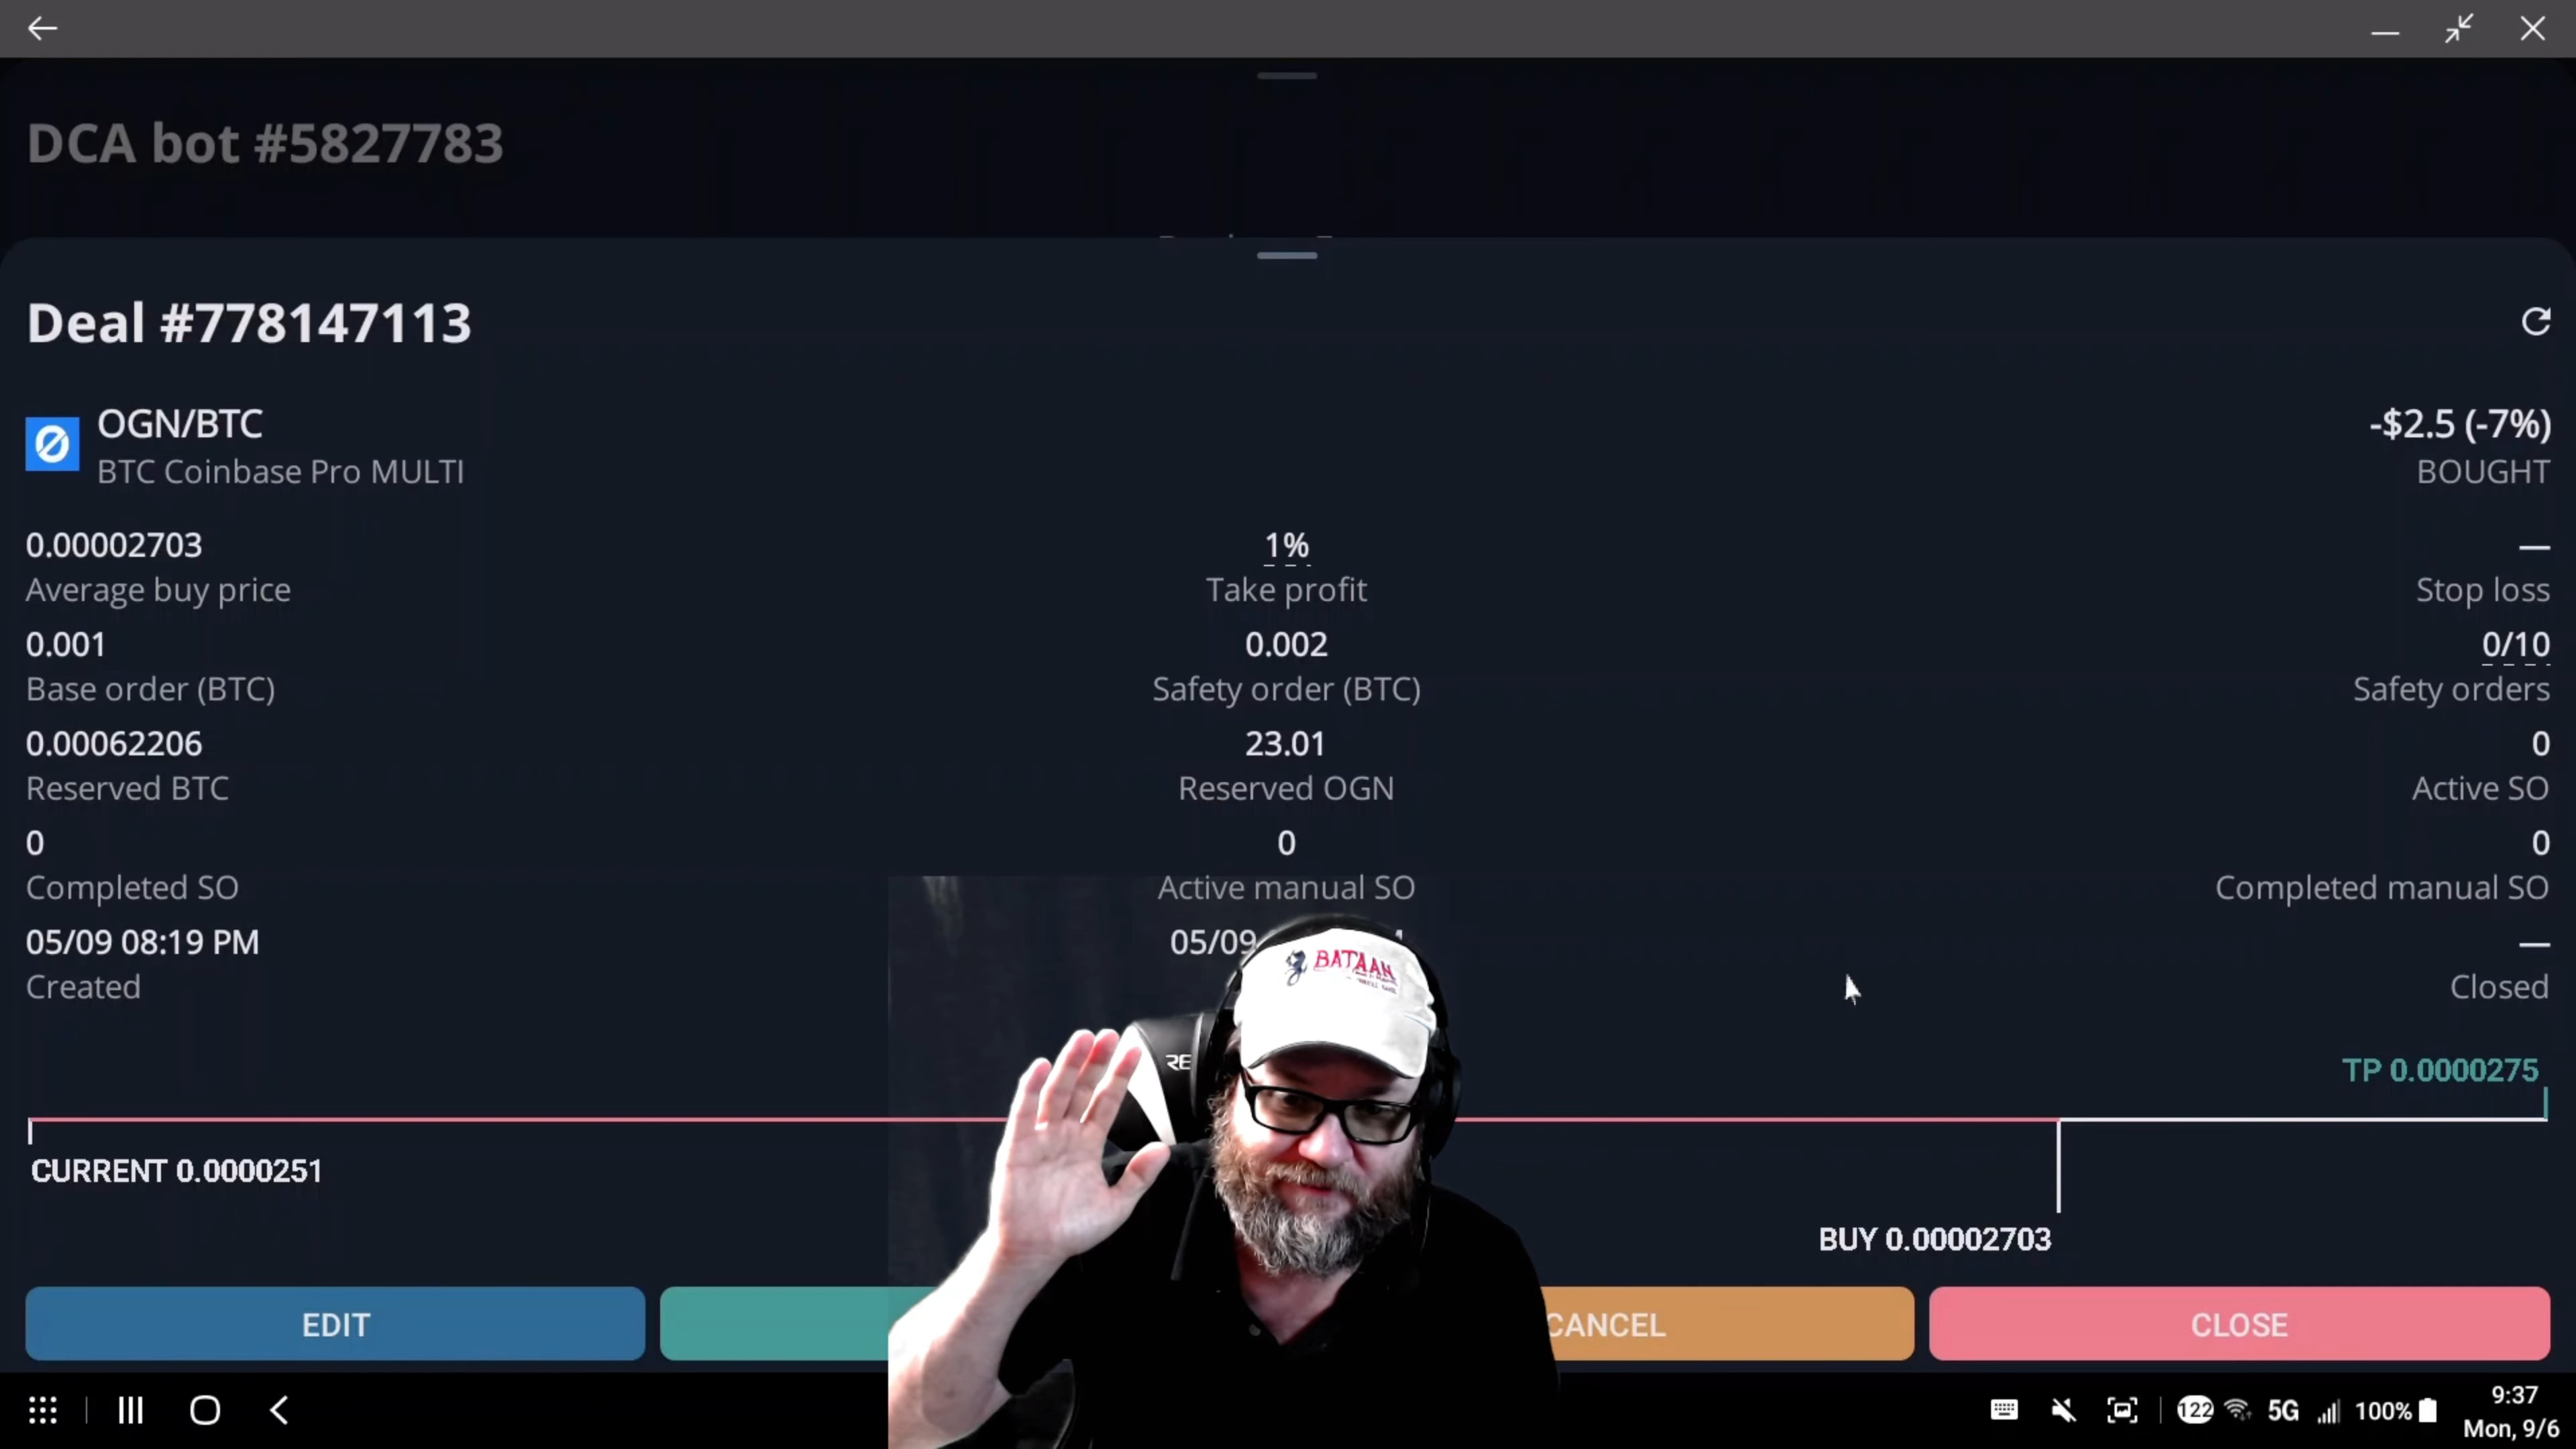 DCA bot #5827783
Deal #778147113
OGN/BTC
BTC Coinbase Pro MULTI
-$2.5 (-7%)
BOUGHT
0.00002703
Average buy price
1%
Take profit
—
Stop loss
0.001
Base order (BTC)
0.002
Safety order (BTC)
0/10
Safety orders
0.00062206
Reserved BTC
23.01
Reserved OGN
0
Active SO
0
Completed SO
0
Active manual SO
0
Completed manual SO
05/09 08:19 PM
Created
05/09
—
Closed
BATAAN
RE
TP 0.0000275
CURRENT 0.0000251
BUY 0.00002703
EDIT
CANCEL
CLOSE
122
5G
100%
9:37
Mon, 9/6